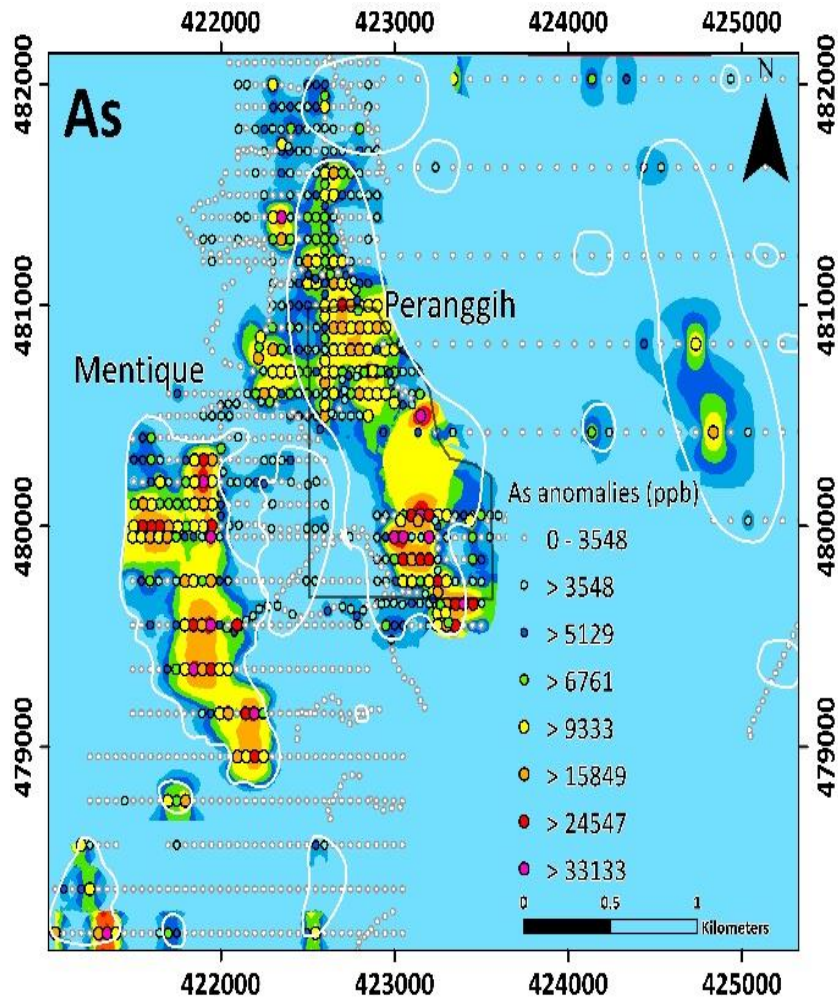 422000 423000 424000 425000
482000 482000
As
N
481000 481000
Peranggih
Mentique
480000 480000
As anomalies (ppb)
0 - 3548
> 3548
> 5129
> 6761
> 9333
> 15849
> 24547
> 33133
479000 479000
0 0.5 1
Kilometers
422000 423000 424000 425000